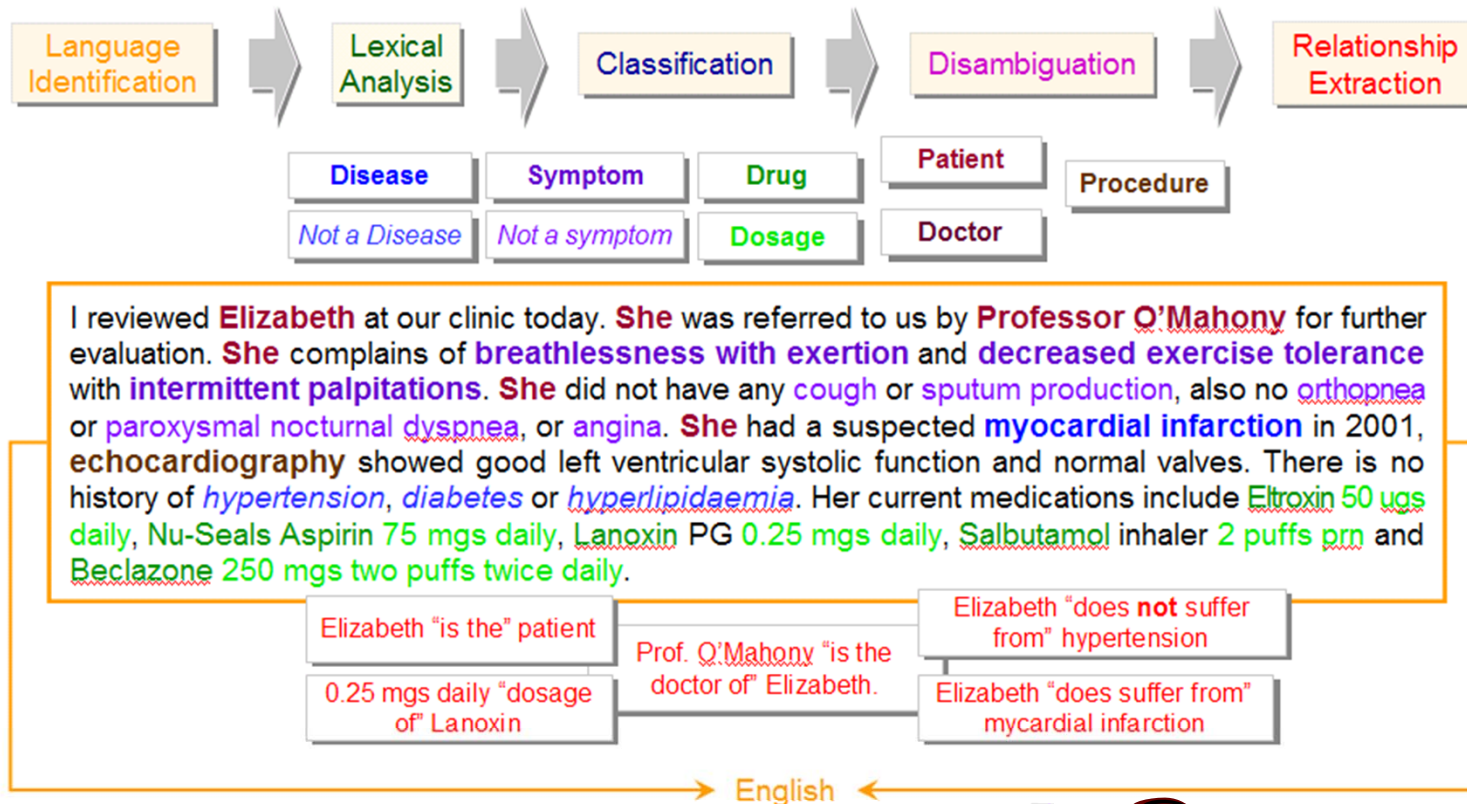 Language
Identification
Lexical
Analysis
Classification
Disambiguation
Relationship
Extraction
Disease
Symptom
Drug
Patient
Procedure
Not a Disease
Not a symptom
Dosage
Doctor
I reviewed Elizabeth at our clinic today. She was referred to us by Professor O’Mahony for further
evaluation. She complains of breathlessness with exertion and decreased exercise tolerance
with intermittent palpitations. She did not have any cough or sputum production, also no orthopnea
or paroxysmal nocturnal dyspnea, or angina. She had a suspected myocardial infarction in 2001,
echocardiography showed good left ventricular systolic function and normal valves. There is no
history of hypertension, diabetes or hyperlipidaemia. Her current medications include Eltroxin 50 ugs
daily, Nu-Seals Aspirin 75 mgs daily, Lanoxin PG 0.25 mgs daily, Salbutamol inhaler 2 puffs prn and
Beclazone 250 mgs two puffs twice daily.
Elizabeth “is the” patient
0.25 mgs daily “dosage
of” Lanoxin
Prof. O’Mahony “is the
doctor of” Elizabeth.
Elizabeth “does not suffer
from” hypertension
Elizabeth “does suffer from”
mycardial infarction
English